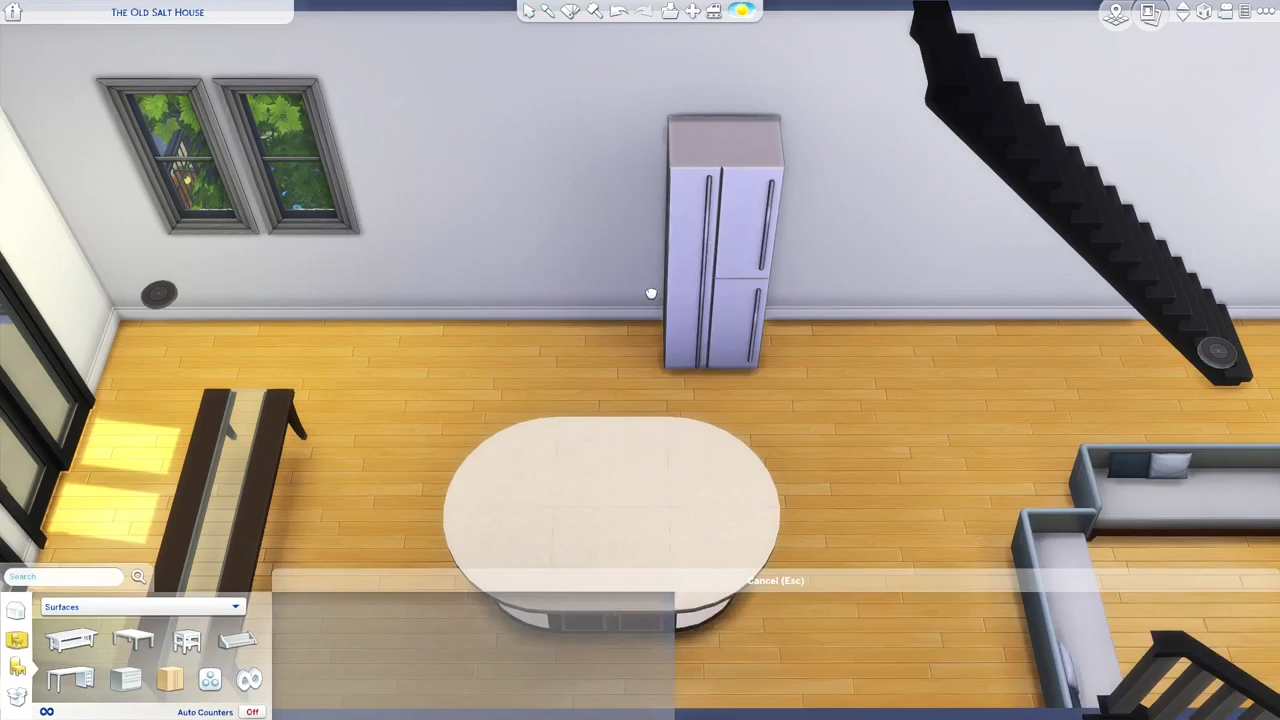 The Old Salt House
Cancel (Esc)
Search
Surfaces
Auto Counters Off